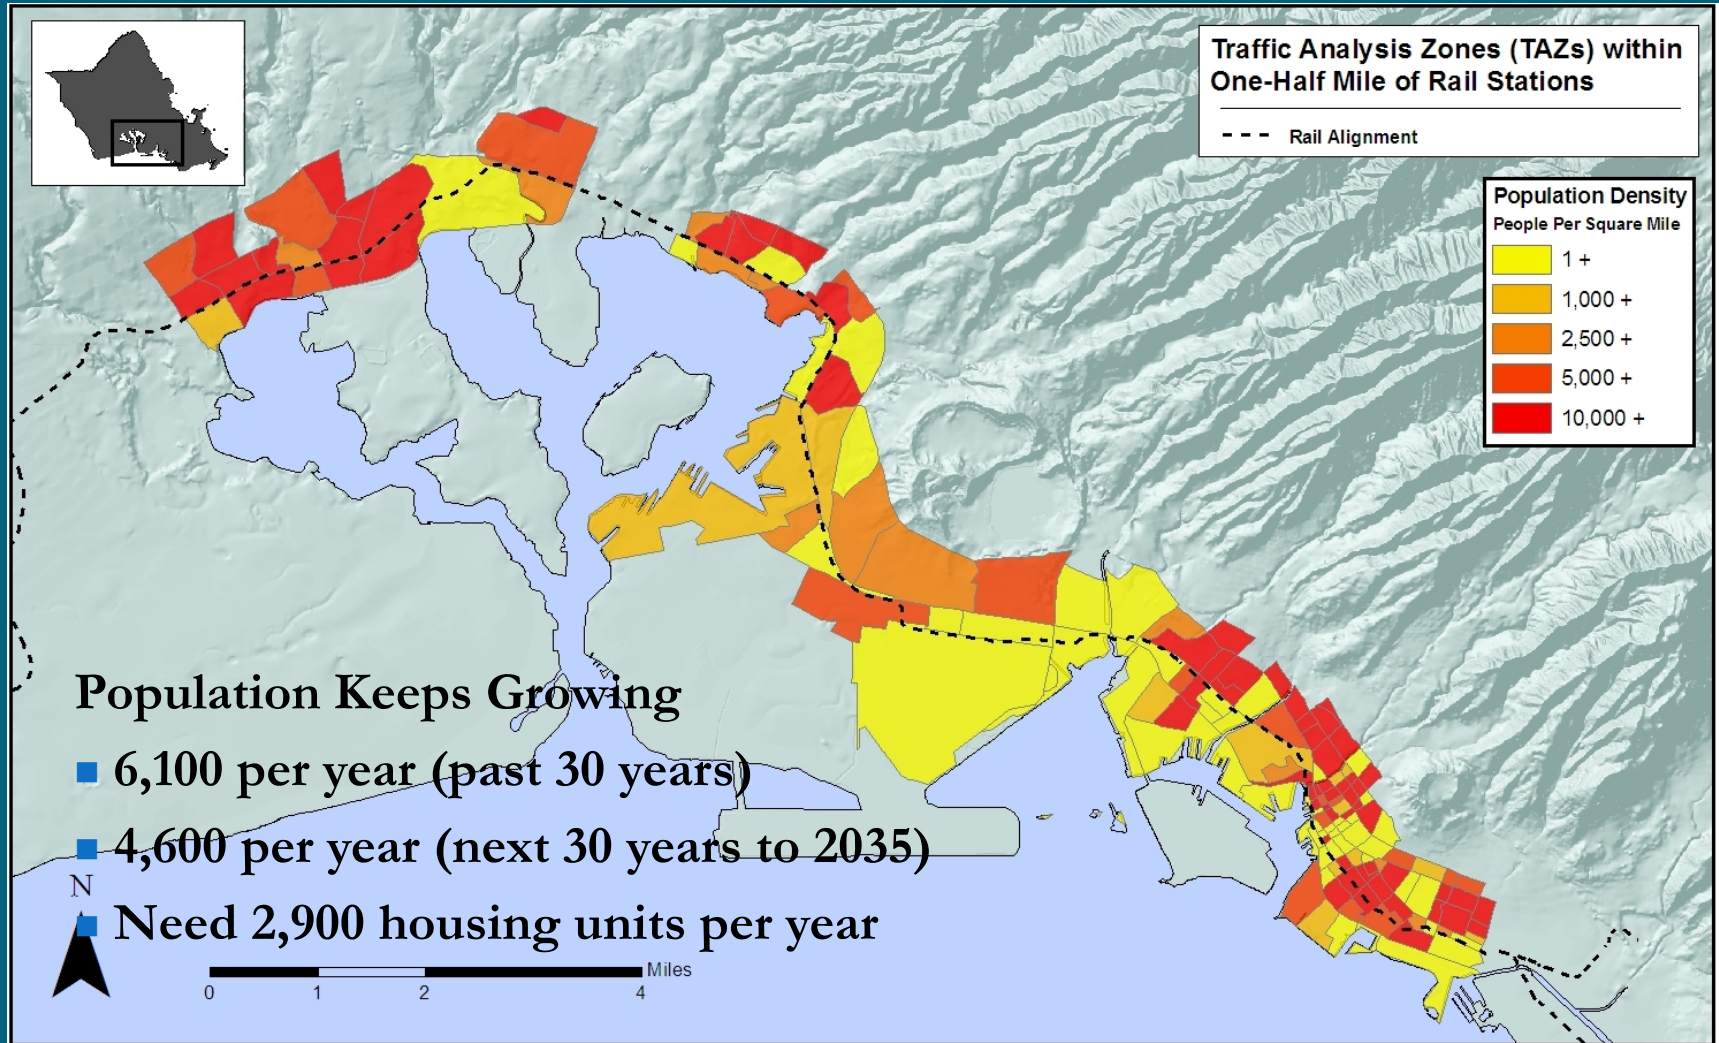 Traffic Analysis Zones (TAZs) within
One-Half Mile of Rail Stations
Rail Alignment
Population Density
People Per Square Mile
1 +
1,000 +
2,500 +
5,000 +
10,000 +
Population Keeps Growing
6,100 per year (past 30 years)
4,600 per year (next 30 years to 2035)
N
Need 2,900 housing units per year
Miles
0 1 2 4